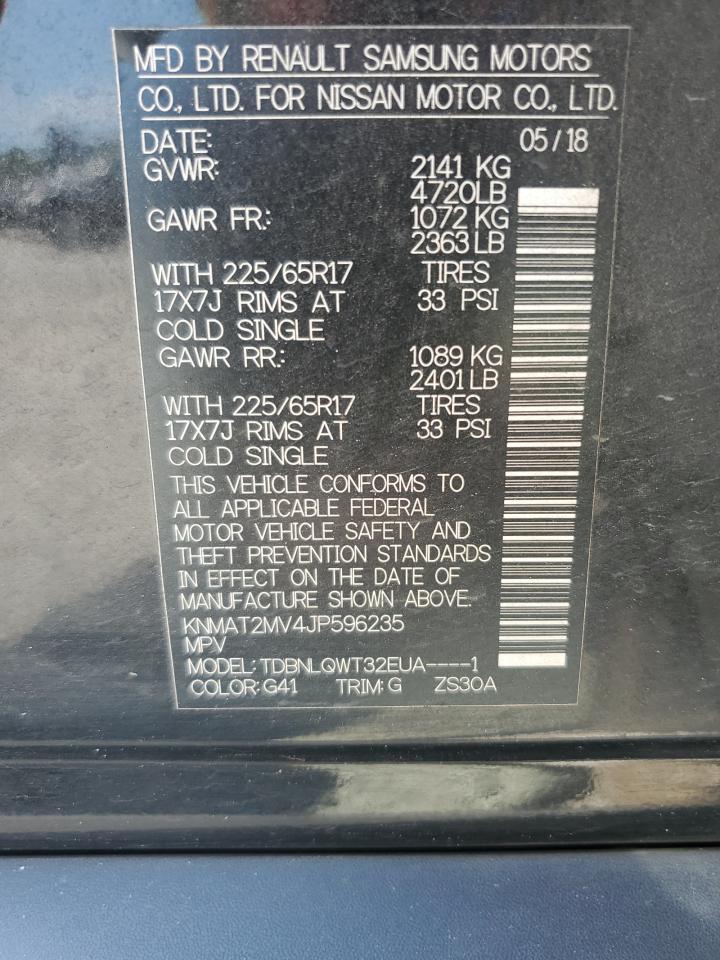 MFD BY RENAULT SAMSUNG MOTORS
CO., LTD. FOR NISSAN MOTOR CO., LTD.
DATE: 05/18
GVWR: 2141 KG
4720LB
GAWR FR.: 1072 KG
2363 LB
WITH 225/65R17 TIRES
17X7J RIMS AT 33 PSI
COLD SINGLE
GAWR RR.: 1089 KG
2401 LB
WITH 225/65R17 TIRES
17X7J RIMS AT 33 PSI
COLD SINGLE
THIS VEHICLE CONFORMS TO
ALL APPLICABLE FEDERAL
MOTOR VEHICLE SAFETY AND
THEFT PREVENTION STANDARDS
IN EFFECT ON THE DATE OF
MANUFACTURE SHOWN ABOVE.
KNMAT2MV4JP596235
MPV
MODEL: TDBNLQWT32EUA----1
COLOR: G41 TRIM: G ZS30A